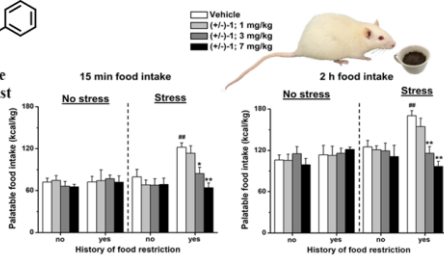 Vehicle
(+/-)-1; 1 mg/kg
(+/-)-1; 3 mg/kg
(+/-)-1; 7 mg/kg
e
st
15 min food intake
No stress
Stress
Palatable food intake (kcal/kg)
180
120
60
0
##
*
**
no
yes
no
yes
History of food restriction
2 h food intake
No stress
Stress
Palatable food intake (kcal/kg)
180
120
60
0
##
**
**
no
yes
no
yes
History of food restriction